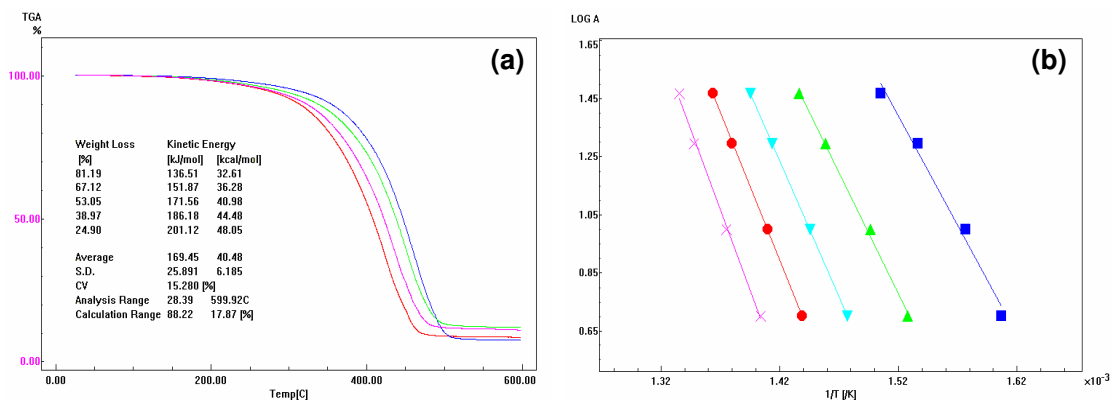 TGA
%
(a)
100.00
Weight Loss Kinetic Energy
[%] [kJ/mol] [kcal/mol]
81.19 136.51 32.61
67.12 151.87 36.28
53.05 171.56 40.98
38.97 186.18 44.48
24.90 201.12 48.05
Average 169.45 40.48
S.D. 25.891 6.185
CV 15.280 [%]
Analysis Range 28.39 599.92C
Calculation Range 88.22 17.87 [%]
50.00
0.00
0.00 200.00 400.00 600.00
Temp[C]
LOG A
(b)
1.65
1.45
1.25
1.05
0.85
0.65
1.32 1.42 1.52 1.62 ×10⁻³
1/T [/K]